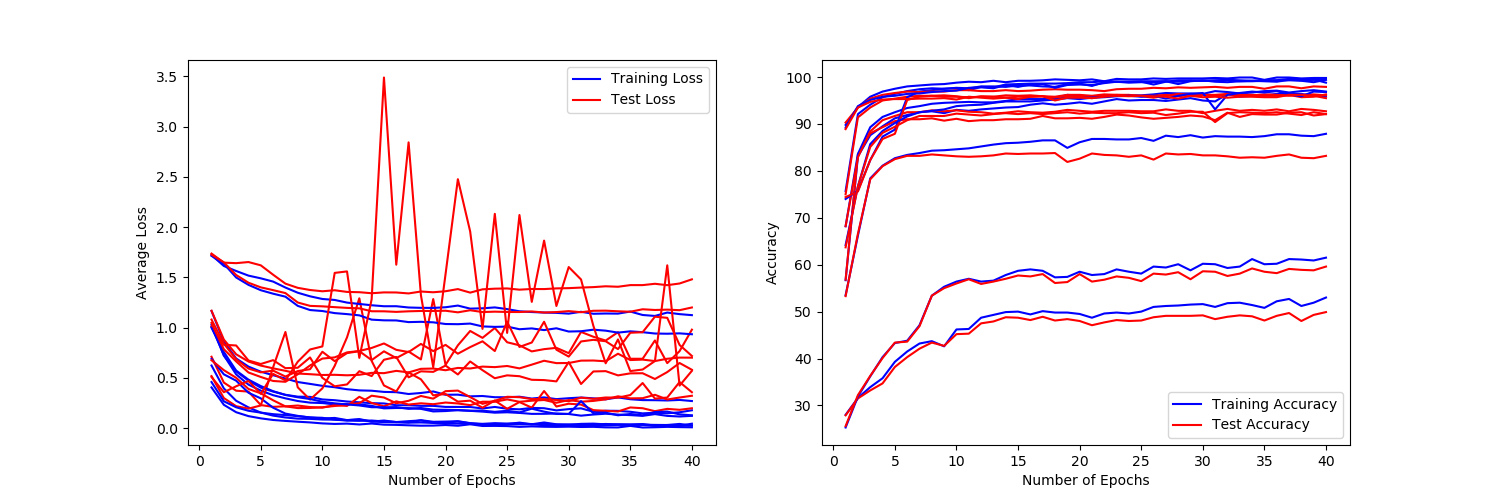 3.5
3.0
2.5
2.0
1.5
1.0
0.5
0.0
Average Loss
0 5 10 15 20 25 30 35 40
Number of Epochs
Training Loss
Test Loss
100
90
80
70
60
50
40
30
Accuracy
0 5 10 15 20 25 30 35 40
Number of Epochs
Training Accuracy
Test Accuracy